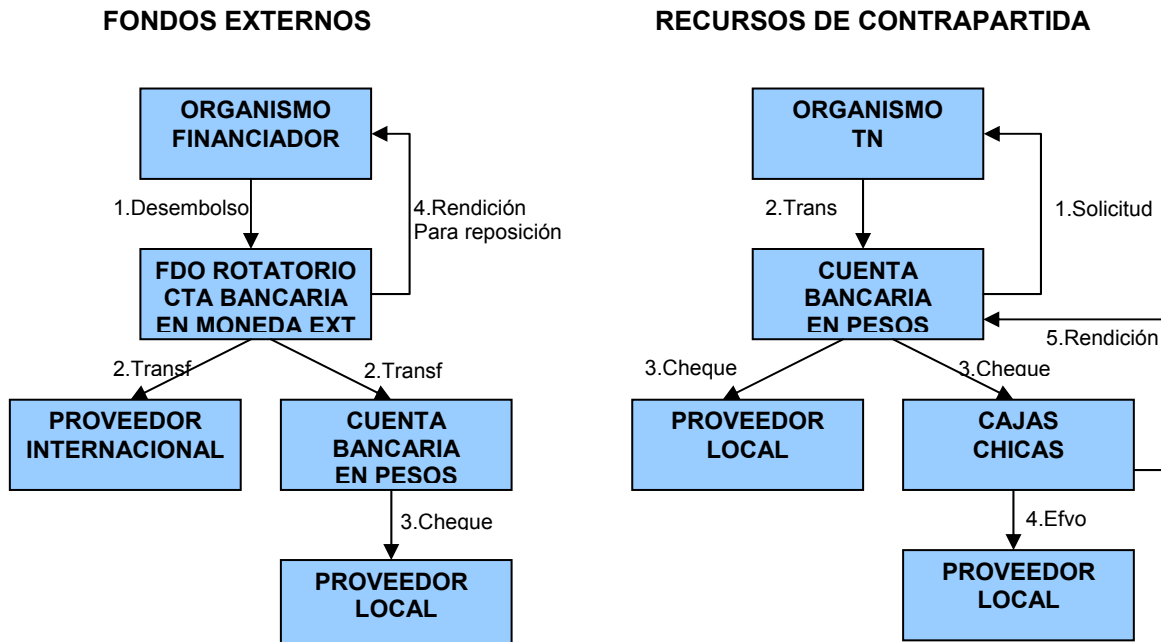 FONDOS EXTERNOS
ORGANISMO
FINANCIADOR
1.Desembolso
4.Rendición
Para reposición
FDO ROTATORIO
CTA BANCARIA
EN MONEDA EXT
2.Transf
2.Transf
PROVEEDOR
INTERNACIONAL
CUENTA
BANCARIA
EN PESOS
3.Cheque
PROVEEDOR
LOCAL
RECURSOS DE CONTRAPARTIDA
ORGANISMO
TN
2.Trans
1.Solicitud
CUENTA
BANCARIA
EN PESOS
5.Rendición
3.Cheque
3.Cheque
PROVEEDOR
LOCAL
CAJAS
CHICAS
4.Efvo
PROVEEDOR
LOCAL